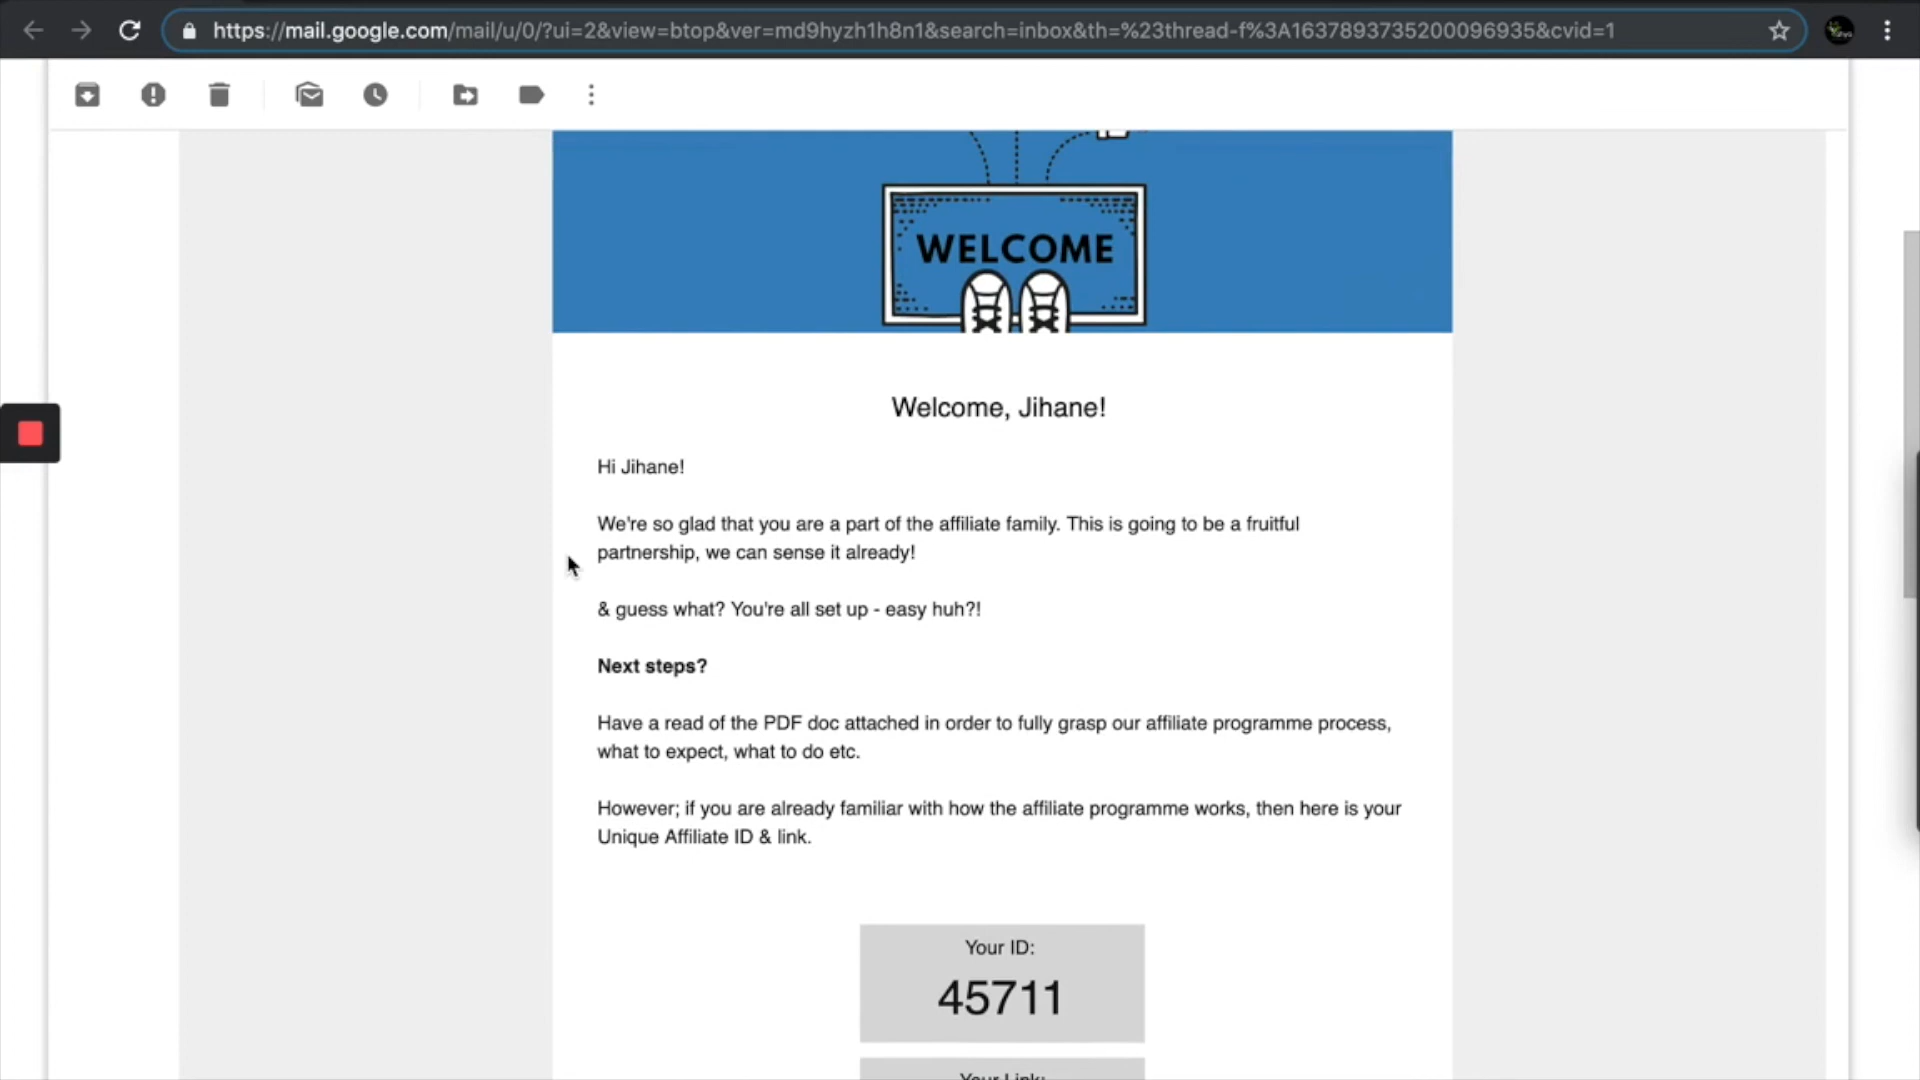 https://mail.google.com/mail/u/0/?ui=2&view=btop&ver=md9hyzh1h8n1&search=inbox&th=%23thread-f%3A1637893735200096935&cvid=1
WELCOME
Welcome, Jihane!
Hi Jihane!
We're so glad that you are a part of the affiliate family. This is going to be a fruitful
partnership, we can sense it already!
& guess what? You're all set up - easy huh?!
Next steps?
Have a read of the PDF doc attached in order to fully grasp our affiliate programme process,
what to expect, what to do etc.
However; if you are already familiar with how the affiliate programme works, then here is your
Unique Affiliate ID & link.
Your ID:
45711
Your Link: